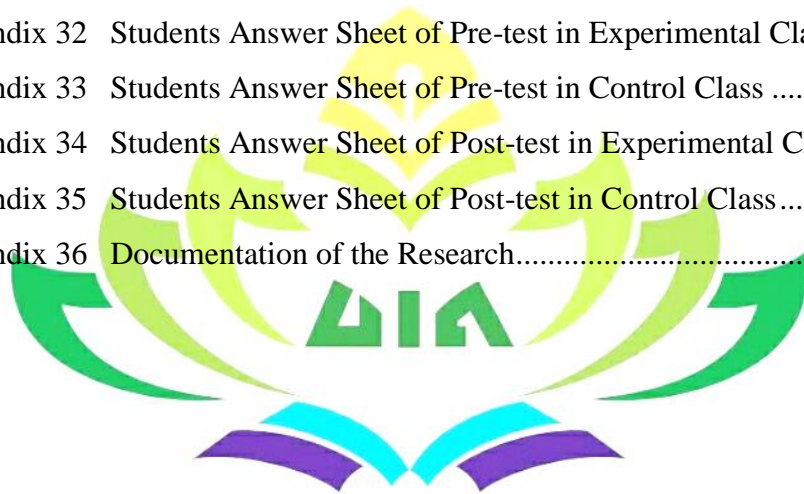 ndix 32 Students Answer Sheet of Pre-test in Experimental Cla
ndix 33 Students Answer Sheet of Pre-test in Control Class ....
ndix 34 Students Answer Sheet of Post-test in Experimental C
ndix 35 Students Answer Sheet of Post-test in Control Class....
ndix 36 Documentation of the Research...................................